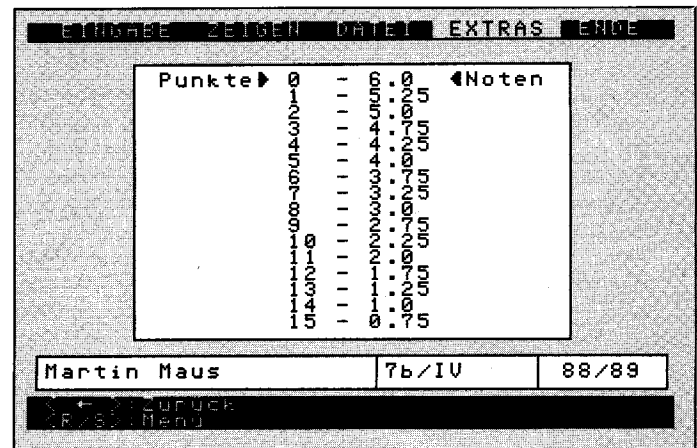 EINGABE ZEIGEN DATEI EXTRAS ENDE
Punkte 0 - 6.0 Noten
1 - 5.25
2 - 5.0
3 - 4.75
4 - 4.25
5 - 4.0
6 - 3.75
7 - 3.25
8 - 3.0
9 - 2.75
10 - 2.25
11 - 2.0
12 - 1.75
13 - 1.25
14 - 1.0
15 - 0.75
Martin Maus 7b/IV 88/89
< ← > Zurück
<R/S> Menü